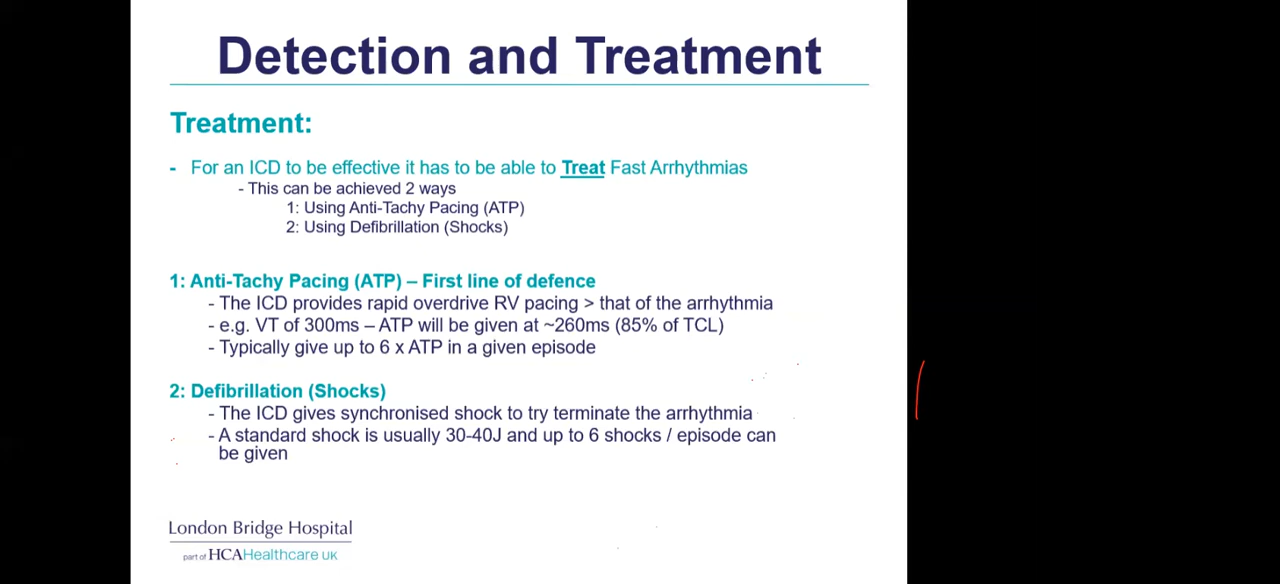 Detection and Treatment
Treatment:
- For an ICD to be effective it has to be able to Treat Fast Arrhythmias
- This can be achieved 2 ways
1: Using Anti-Tachy Pacing (ATP)
2: Using Defibrillation (Shocks)
1: Anti-Tachy Pacing (ATP) – First line of defence
- The ICD provides rapid overdrive RV pacing > that of the arrhythmia
- e.g. VT of 300ms – ATP will be given at ~260ms (85% of TCL)
- Typically give up to 6 x ATP in a given episode
2: Defibrillation (Shocks)
- The ICD gives synchronised shock to try terminate the arrhythmia
- A standard shock is usually 30-40J and up to 6 shocks / episode can
be given
London Bridge Hospital
part of HCAHealthcare UK